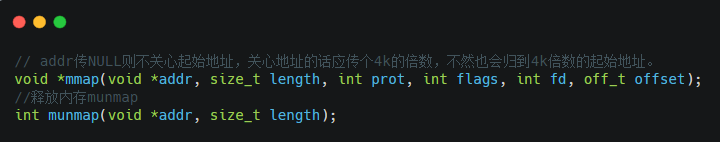 // addr传NULL则不关心起始地址，关心地址的话应传个4k的倍数，不然也会归到4k倍数的起始地址。
void *mmap(void *addr, size_t length, int prot, int flags, int fd, off_t offset);
//释放内存munmap
int munmap(void *addr, size_t length);